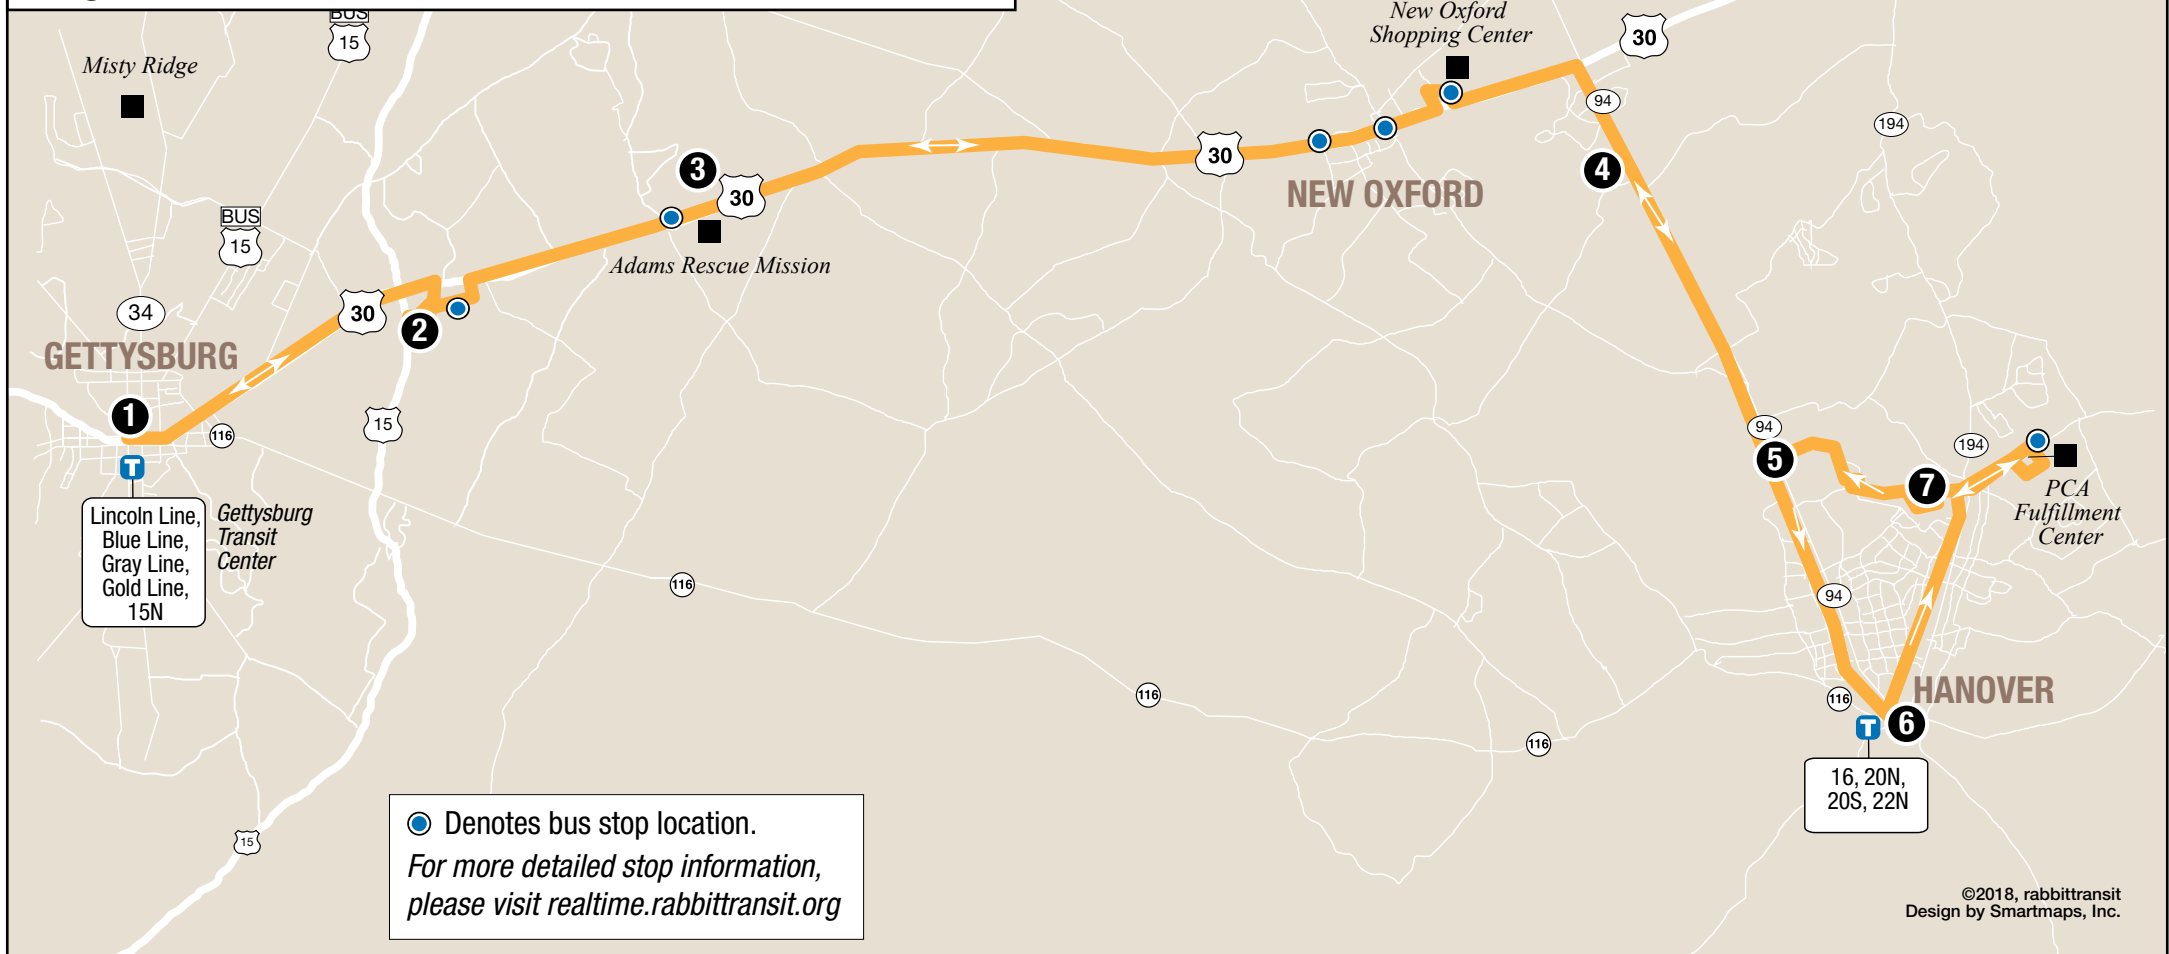 BUS
15
Misty Ridge
New Oxford
Shopping Center
30
94
194
3
30
30
4
NEW OXFORD
BUS
15
Adams Rescue Mission
34
30
2
GETTYSBURG
1
116
15
94
5
194
7
PCA
Fulfillment
Center
T
Lincoln Line,
Blue Line,
Gray Line,
Gold Line,
15N
Gettysburg
Transit
Center
116
94
116
116
116
HANOVER
T
6
16, 20N,
20S, 22N
15
Denotes bus stop location.
For more detailed stop information,
please visit realtime.rabbittransit.org
©2018, rabbittransit
Design by Smartmaps, Inc.